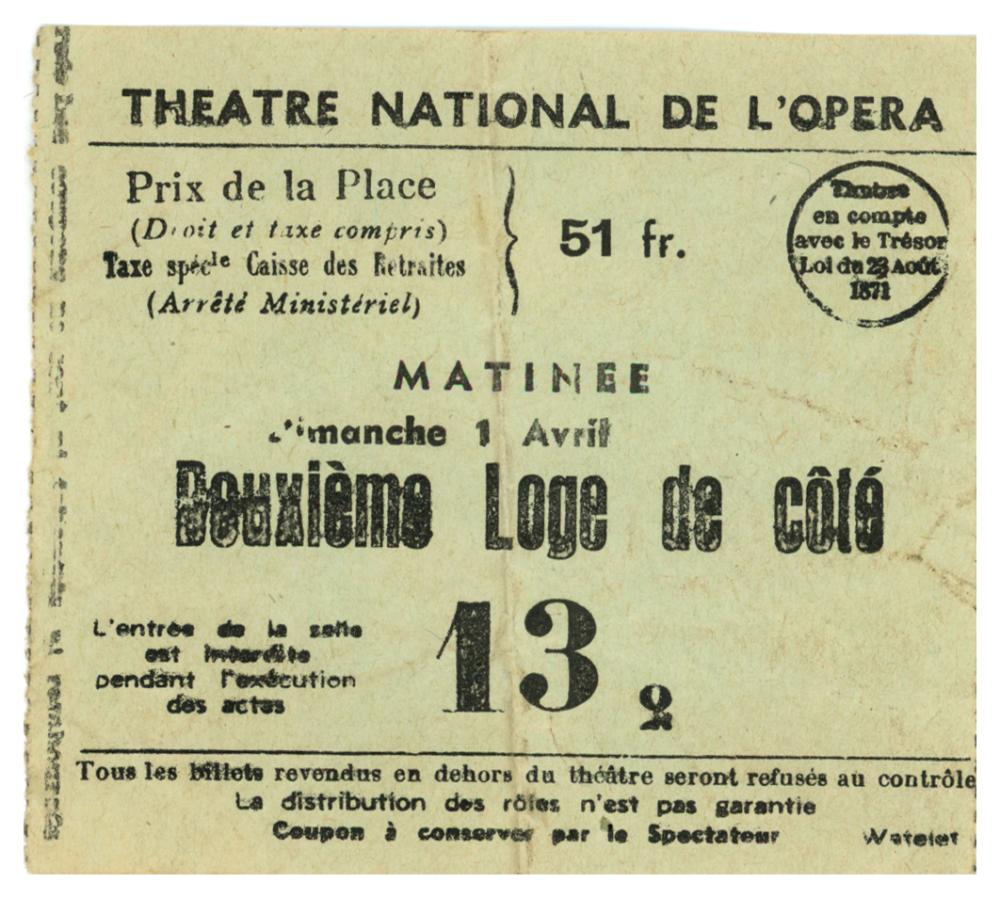 THEATRE NATIONAL DE L'OPERA
Prix de la Place
(Droit et taxe compris)
Taxe spécle Caisse des Retraites
(Arrêté Ministériel)
51 fr.
Timbre
en compte
avec le Trésor
Loi du 23 Août
1871
MATINEE
Dimanche 1 Avril
Deuxième Loge de côté
13 2
L'entrée de la salle
est interdite
pendant l'exécution
des actes
Tous les billets revendus en dehors du théâtre seront refusés au contrôle
La distribution des rôles n'est pas garantie
Coupon à conserver par le Spectateur
Watelet